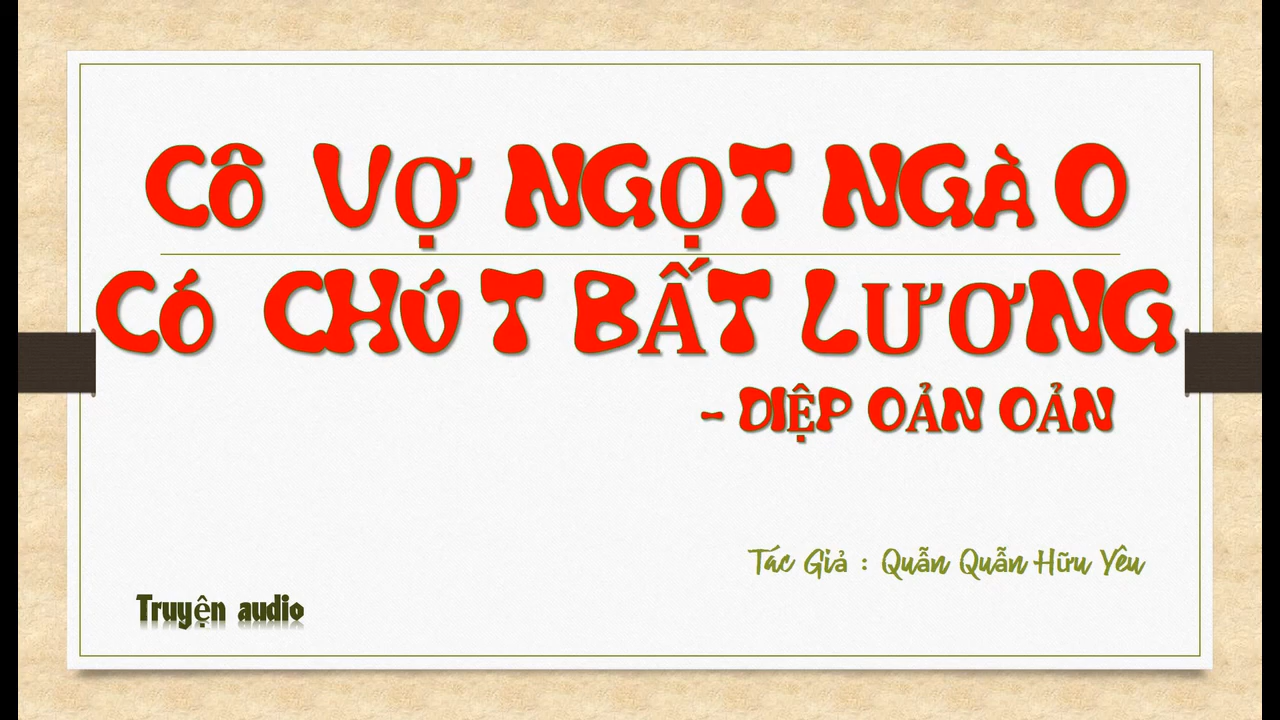 CÔ VỢ NGỌT NGÀO
CÓ CHÚT BẤT LƯƠNG
- DIỆP OẢN OẢN
Tác Giả : Quẫn Quẫn Hữu Yêu
Truyện audio